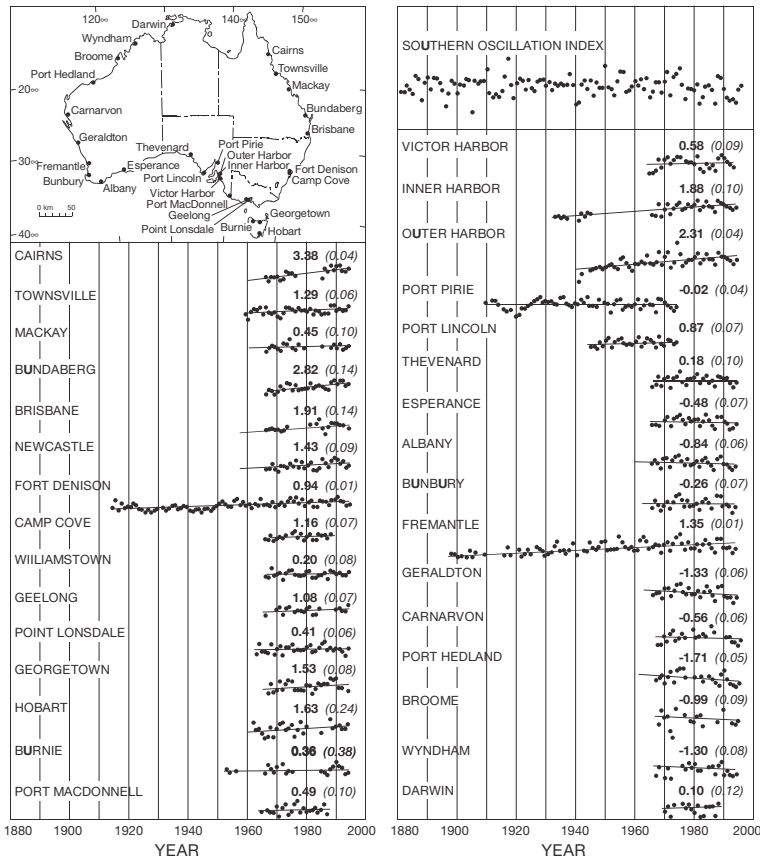 120∞
140∞
150∞
Darwin
Wyndham
Broome
Cairns
Townsville
Port Hedland
Mackay
20∞
Carnarvon
Bundaberg
Brisbane
Geraldton
Thevenard
Port Pirie
Outer Harbor
Inner Harbor
30∞
Fremantle
Esperance
Port Lincoln
Fort Denison
Bunbury
Albany
Victor Harbor
Camp Cove
Port MacDonnell
0 km 50
Geelong
Georgetown
Point Lonsdale
Burnie
Hobart
40∞
CAIRNS 3.38 (0.04)
TOWNSVILLE 1.29 (0.06)
MACKAY 0.45 (0.10)
BUNDABERG 2.82 (0.14)
BRISBANE 1.91 (0.14)
NEWCASTLE 1.43 (0.09)
FORT DENISON 0.94 (0.01)
CAMP COVE 1.16 (0.07)
WIILIAMSTOWN 0.20 (0.08)
GEELONG 1.08 (0.07)
POINT LONSDALE 0.41 (0.06)
GEORGETOWN 1.53 (0.08)
HOBART 1.63 (0.24)
BURNIE 0.36 (0.38)
PORT MACDONNELL 0.49 (0.10)
1880 1900 1920 1940 1960 1980 2000
YEAR
SOUTHERN OSCILLATION INDEX
VICTOR HARBOR 0.58 (0.09)
INNER HARBOR 1.88 (0.10)
OUTER HARBOR 2.31 (0.04)
PORT PIRIE -0.02 (0.04)
PORT LINCOLN 0.87 (0.07)
THEVENARD 0.18 (0.10)
ESPERANCE -0.48 (0.07)
ALBANY -0.84 (0.06)
BUNBURY -0.26 (0.07)
FREMANTLE 1.35 (0.01)
GERALDTON -1.33 (0.06)
CARNARVON -0.56 (0.06)
PORT HEDLAND -1.71 (0.05)
BROOME -0.99 (0.09)
WYNDHAM -1.30 (0.08)
DARWIN 0.10 (0.12)
1880 1900 1920 1940 1960 1980 2000
YEAR